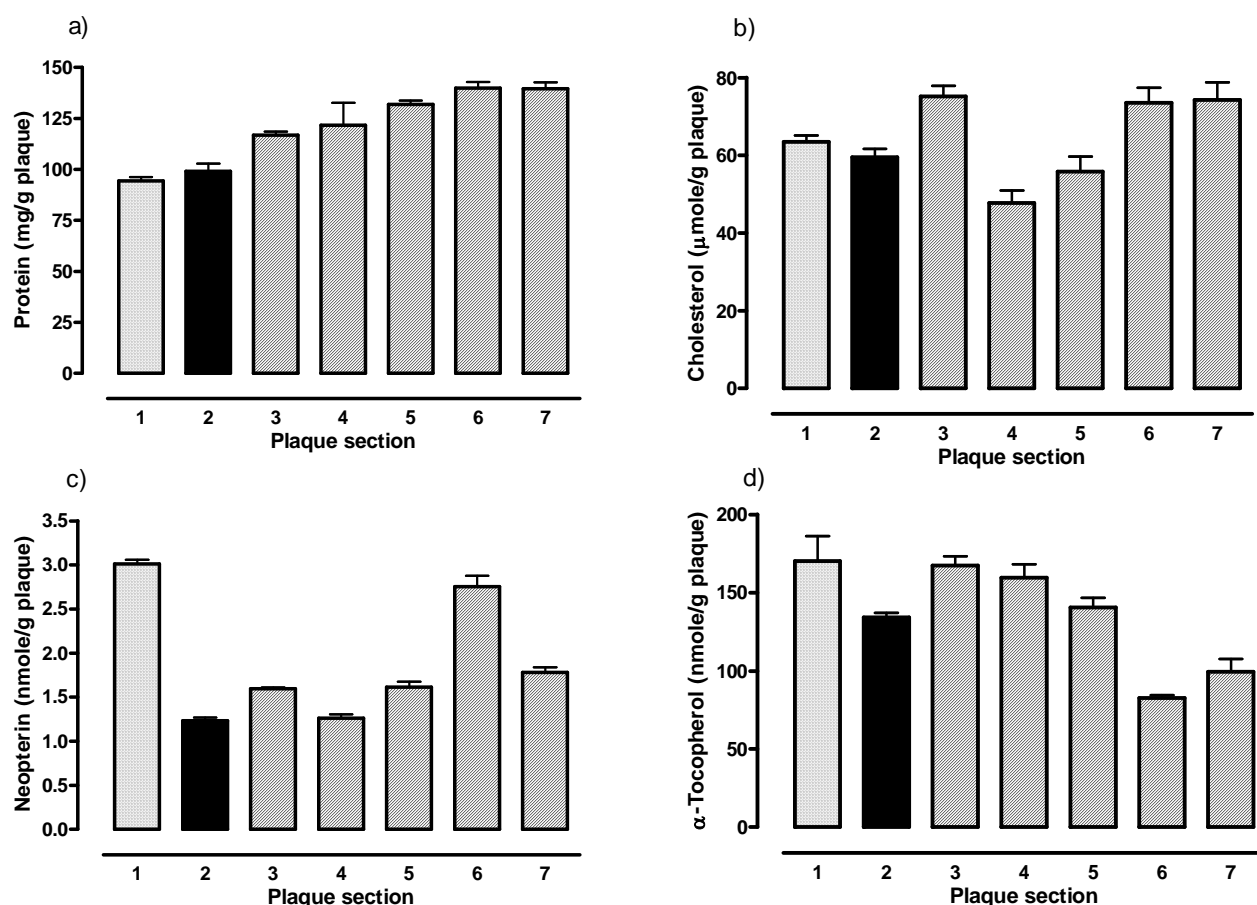 a)
Protein (mg/g plaque)
150
125
100
75
50
25
0
1 2 3 4 5 6 7
Plaque section
b)
Cholesterol (μmole/g plaque)
80
60
40
20
0
1 2 3 4 5 6 7
Plaque section
c)
Neopterin (nmole/g plaque)
3.5
3.0
2.5
2.0
1.5
1.0
0.5
0.0
1 2 3 4 5 6 7
Plaque section
d)
α-Tocopherol (nmole/g plaque)
200
150
100
50
0
1 2 3 4 5 6 7
Plaque section